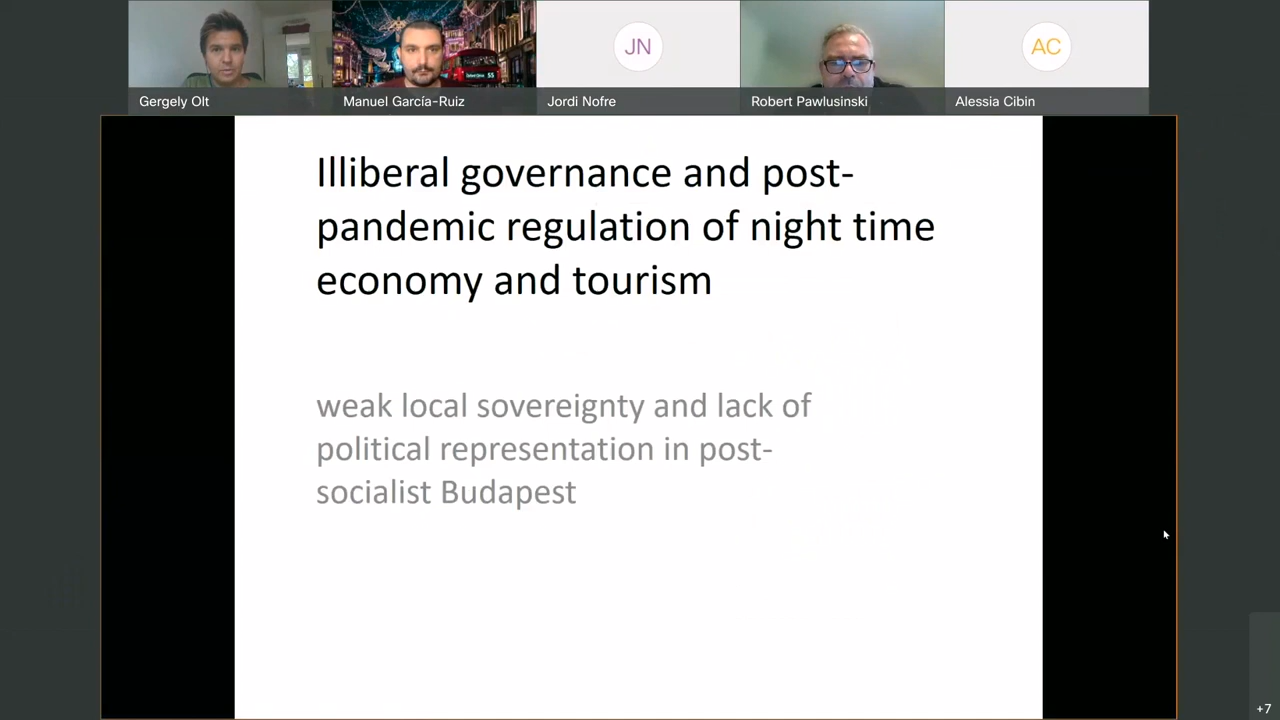 JN
AC
Gergely Olt
Manuel García-Ruiz
Jordi Nofre
Robert Pawlusinski
Alessia Cibin
Illiberal governance and post-
pandemic regulation of night time
economy and tourism
weak local sovereignty and lack of
political representation in post-
socialist Budapest
+7